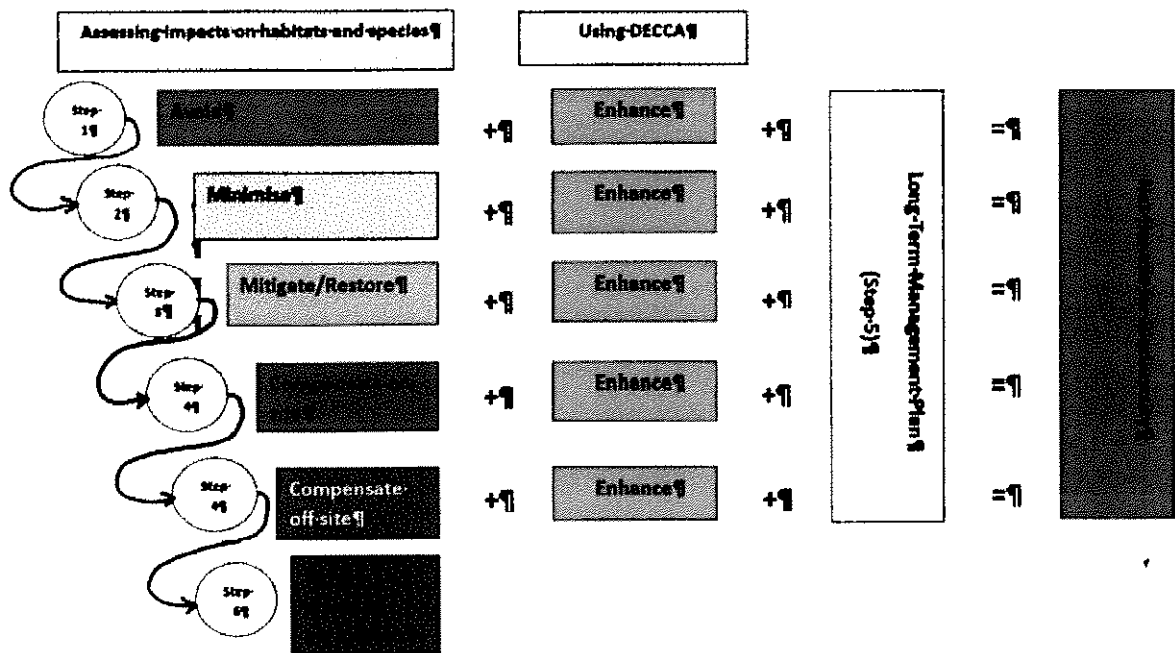 Assessing·impacts·on·habitats·and·species¶
Using·DECCA¶
Step·
1¶
Avoid¶
+¶
Enhance¶
+¶
=¶
Step·
2¶
Minimise¶
+¶
Enhance¶
+¶
=¶
Step·
3¶
Mitigate/Restore¶
+¶
Enhance¶
+¶
=¶
Step·
4¶
Compensate·on·
+¶
Enhance¶
+¶
=¶
Step·
4¶
Compensate·
off·site¶
+¶
Enhance¶
+¶
=¶
Step·
6¶
Long·Term·Management·Plan¶
(Step·5)¶